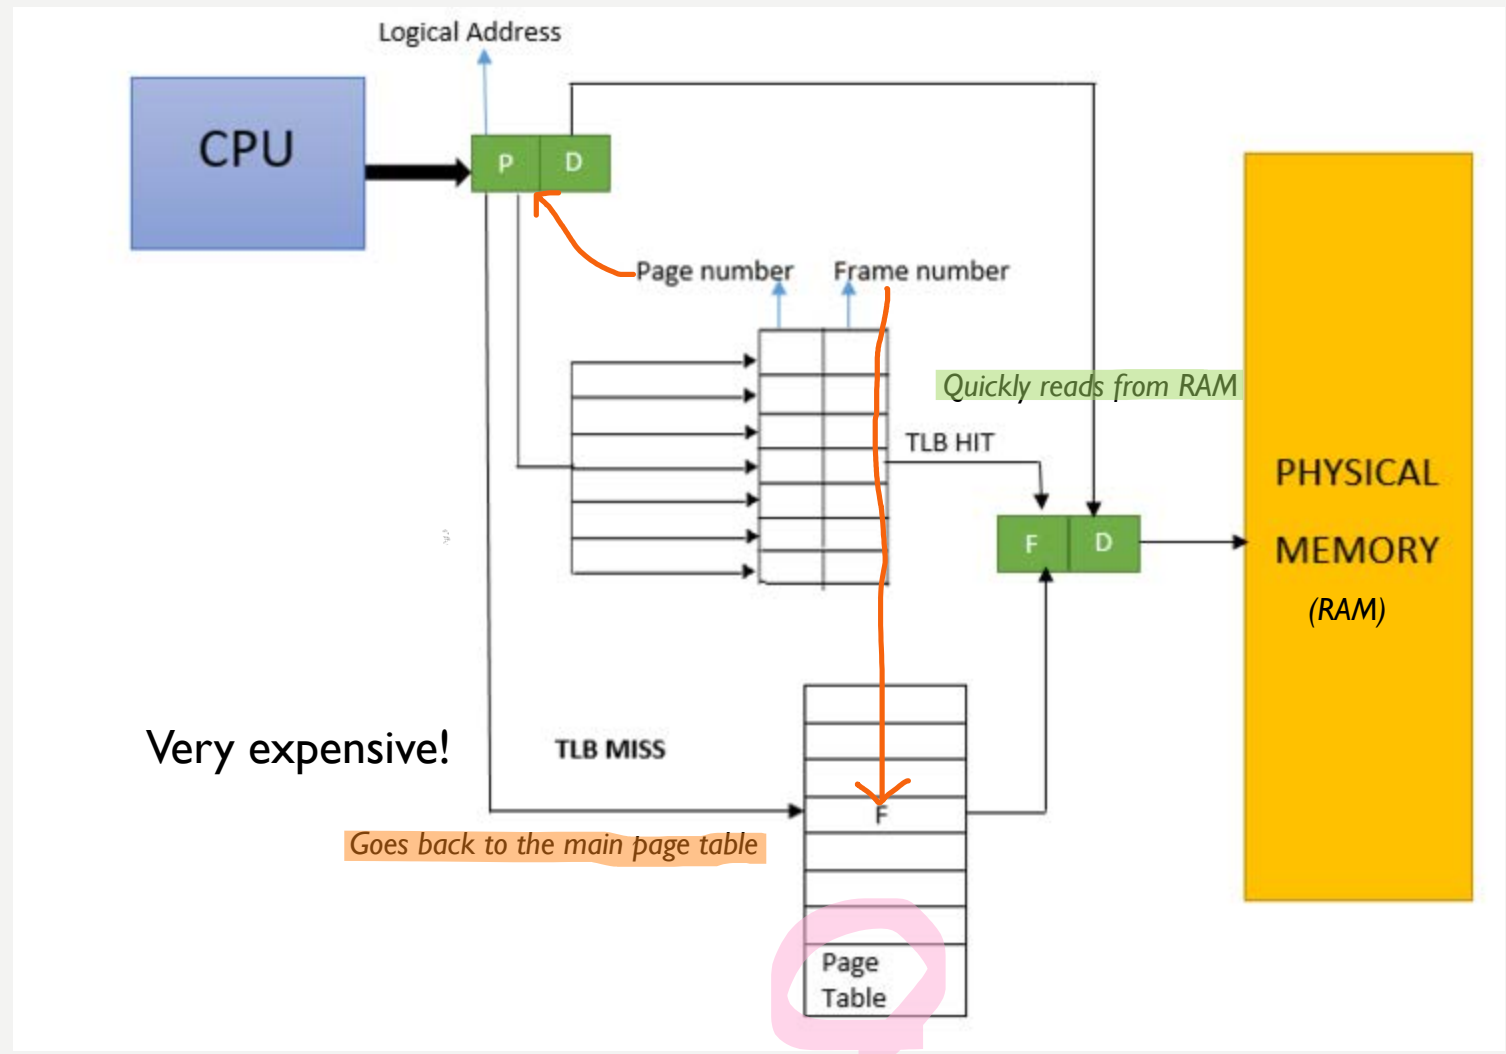 Logical Address
CPU
P
D
Page number
Frame number
Quickly reads from RAM
TLB HIT
PHYSICAL
MEMORY
(RAM)
F
D
Very expensive!
TLB MISS
F
Goes back to the main page table
Page
Table